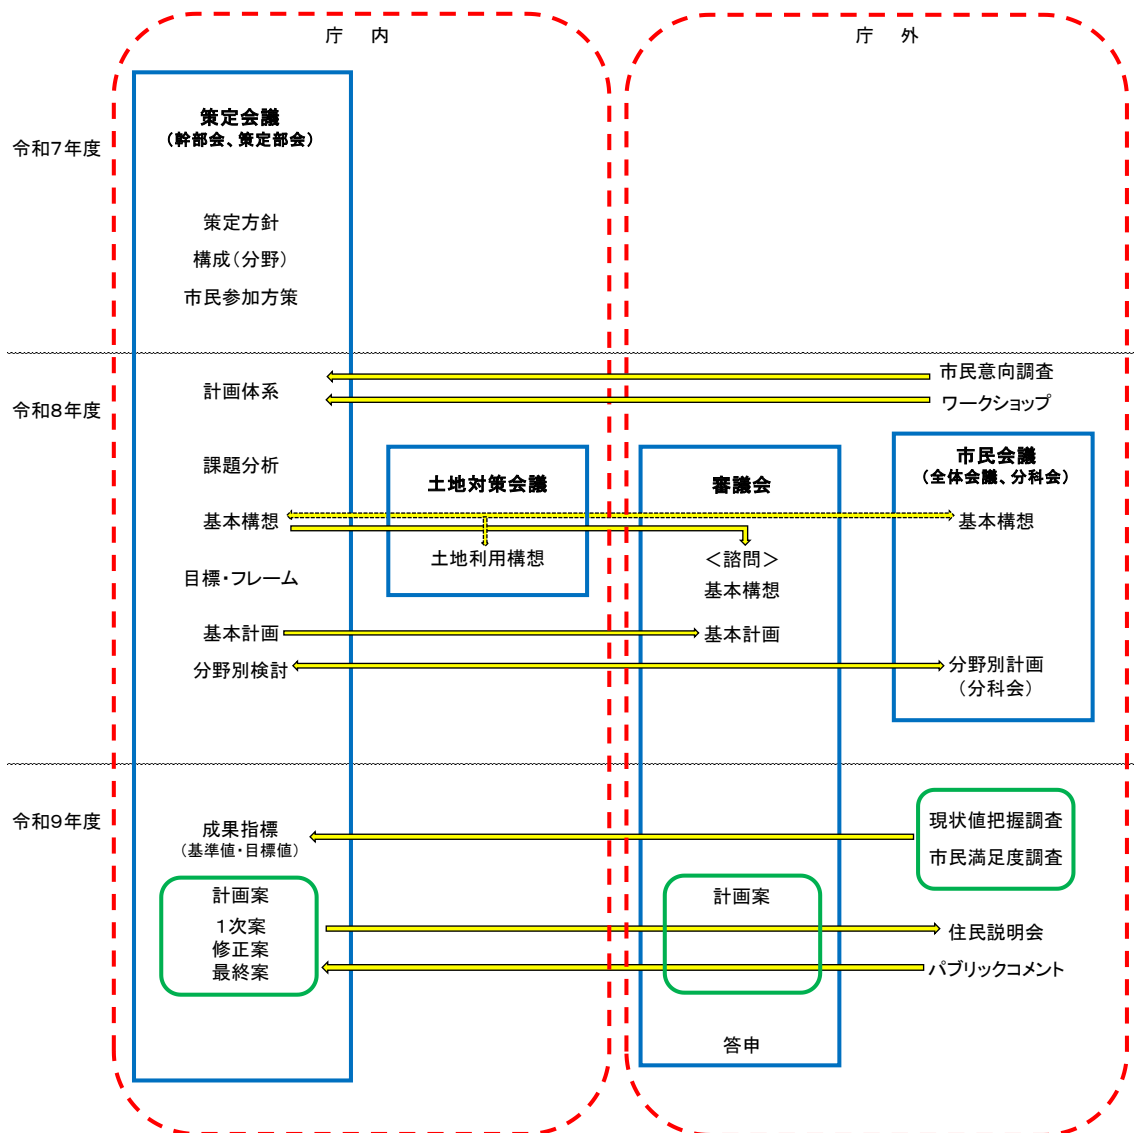 庁 内
庁 外
令和7年度
策定会議
（幹部会、策定部会）
策定方針
構成（分野）
市民参加方策
令和8年度
計画体系
市民意向調査
ワークショップ
課題分析
土地対策会議
審議会
市民会議
（全体会議、分科会）
基本構想
基本構想
土地利用構想
＜諮問＞
基本構想
目標・フレーム
基本計画
基本計画
分野別検討
分野別計画
（分科会）
令和9年度
成果指標
（基準値・目標値）
現状値把握調査
市民満足度調査
計画案
1次案
修正案
最終案
計画案
住民説明会
パブリックコメント
答申